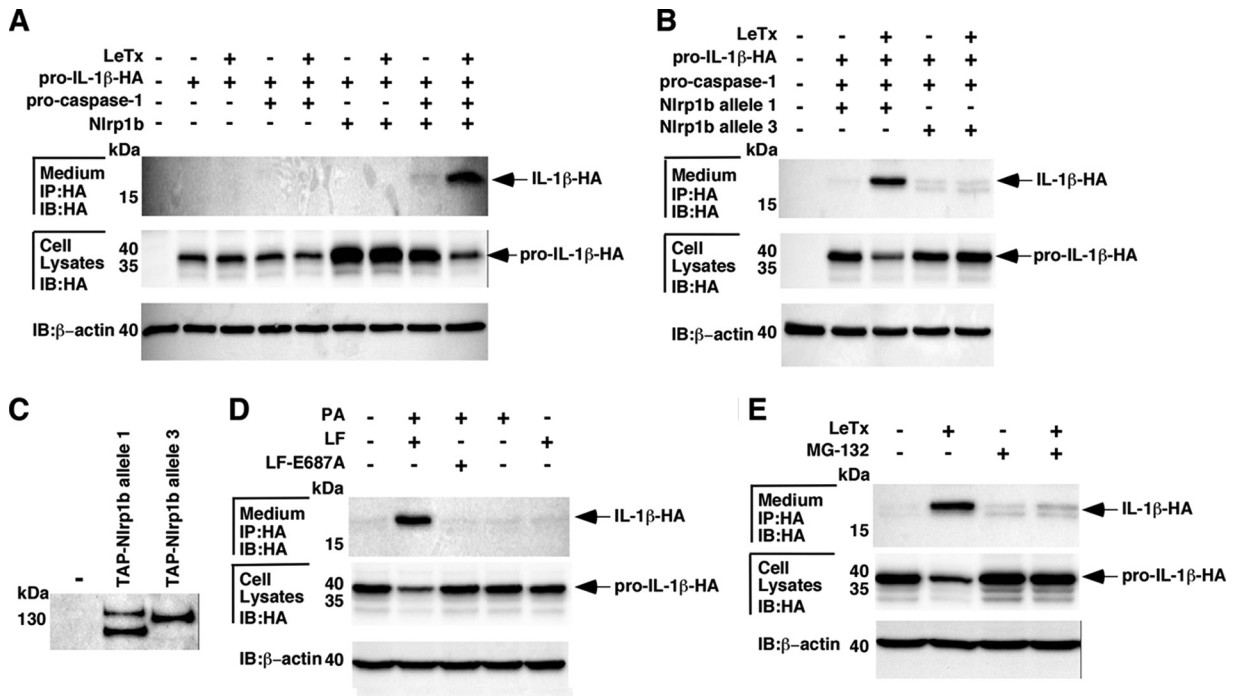 A
LeTx - - + - + - + - +
pro-IL-1β-HA - + + + + + + + +
pro-caspase-1 - - - + + - - + +
Nlrp1b - - - - - + + + +
kDa
Medium
IP:HA
IB:HA
15
IL-1β-HA
Cell
Lysates
IB:HA
40
35
pro-IL-1β-HA
IB:β-actin 40
B
LeTx - - + - +
pro-IL-1β-HA - + + + +
pro-caspase-1 - + + + +
Nlrp1b allele 1 - + + - -
Nlrp1b allele 3 - - - + +
kDa
Medium
IP:HA
IB:HA
15
IL-1β-HA
Cell
Lysates
IB:HA
40
35
pro-IL-1β-HA
IB:β-actin 40
C
-
TAP-Nlrp1b allele 1
TAP-Nlrp1b allele 3
kDa
130
D
PA - + + + -
LF - + - - +
LF-E687A - - + - -
kDa
Medium
IP:HA
IB:HA
15
IL-1β-HA
Cell
Lysates
IB:HA
40
35
pro-IL-1β-HA
IB:β-actin 40
E
LeTx - + - +
MG-132 - - + +
kDa
Medium
IP:HA
IB:HA
15
IL-1β-HA
Cell
Lysates
IB:HA
40
35
pro-IL-1β-HA
IB:β-actin 40